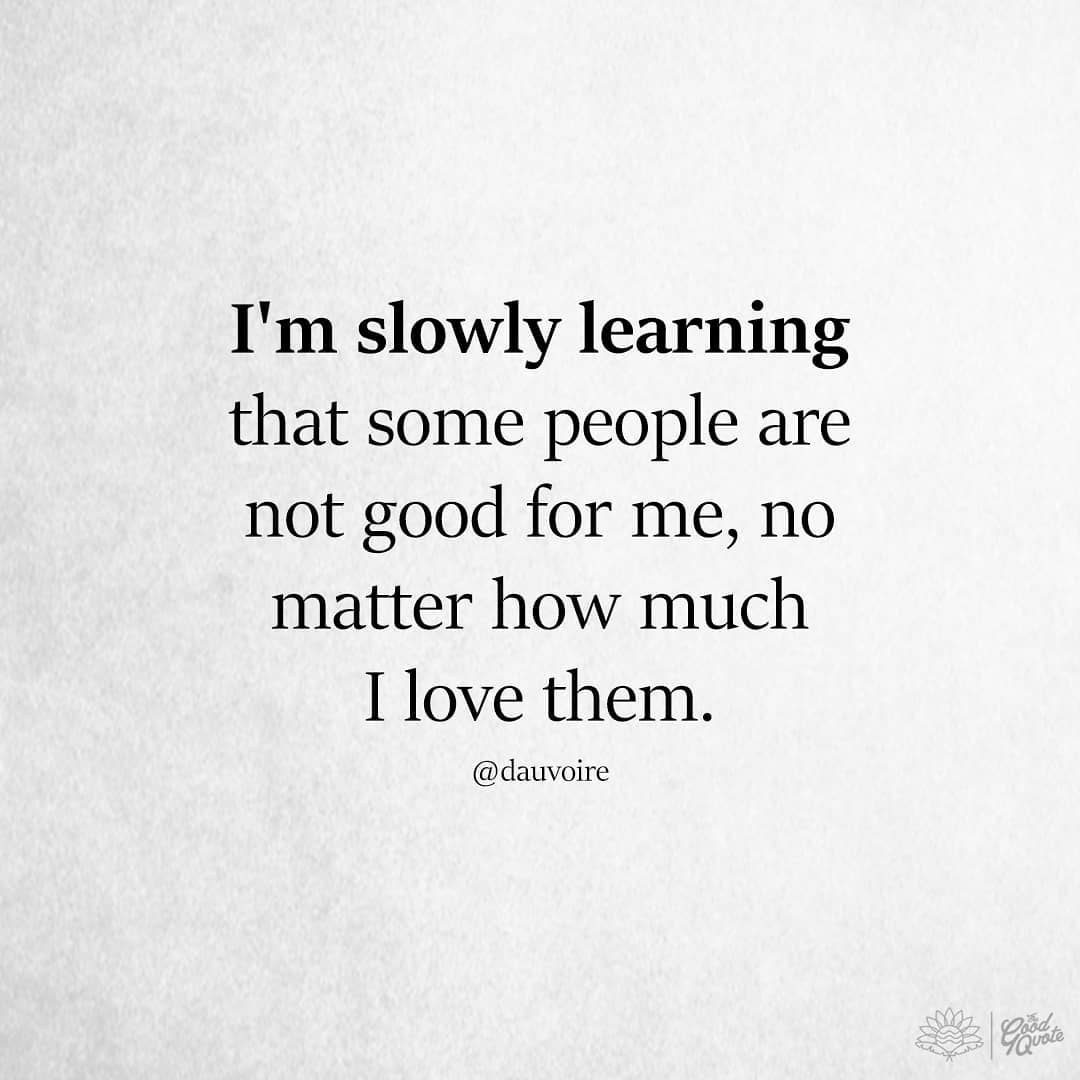 I'm slowly learning
that some people are
not good for me, no
matter how much
I love them.
@dauvoire
The
Good
Quote